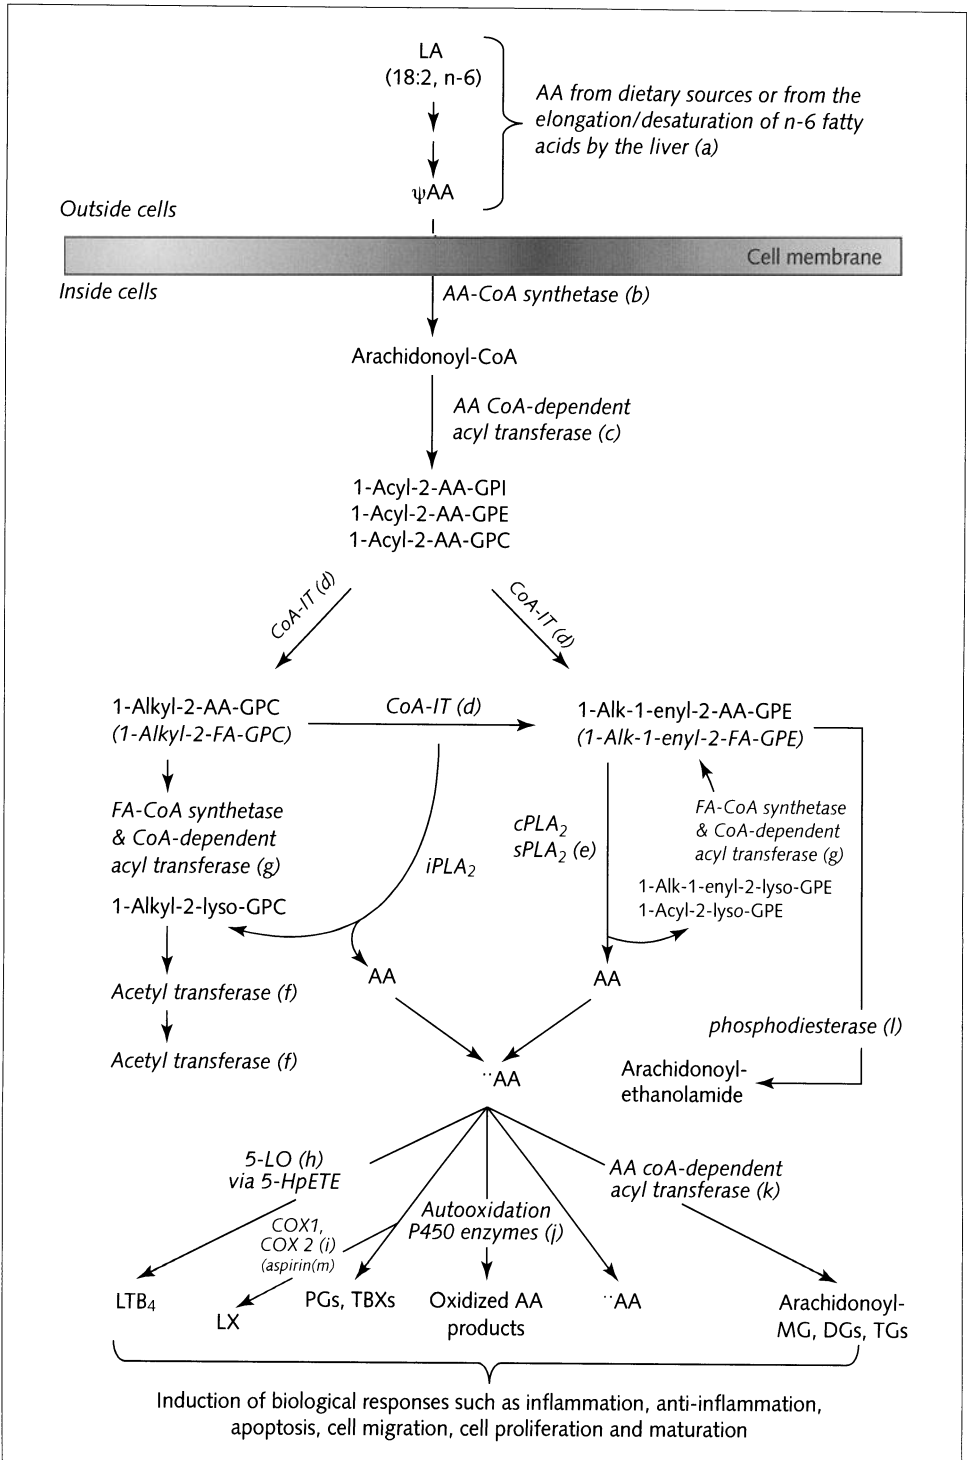 LA
(18:2, n-6)
AA from dietary sources or from the
elongation/desaturation of n-6 fatty
acids by the liver (a)
ψAA
Outside cells
Cell membrane
Inside cells
AA-CoA synthetase (b)
Arachidonoyl-CoA
AA CoA-dependent
acyl transferase (c)
1-Acyl-2-AA-GPI
1-Acyl-2-AA-GPE
1-Acyl-2-AA-GPC
CoA-IT (d)
CoA-IT (d)
1-Alkyl-2-AA-GPC
(1-Alkyl-2-FA-GPC)
CoA-IT (d)
1-Alk-1-enyl-2-AA-GPE
(1-Alk-1-enyl-2-FA-GPE)
FA-CoA synthetase
& CoA-dependent
acyl transferase (g)
iPLA₂
cPLA₂
sPLA₂ (e)
FA-CoA synthetase
& CoA-dependent
acyl transferase (g)
1-Alk-1-enyl-2-lyso-GPE
1-Acyl-2-lyso-GPE
1-Alkyl-2-lyso-GPC
AA
AA
Acetyl transferase (f)
Acetyl transferase (f)
phosphodiesterase (l)
¨AA
Arachidonoyl-
ethanolamide
5-LO (h)
via 5-HpETE
AA coA-dependent
acyl transferase (k)
COX1,
COX 2 (i)
(aspirin(m)
Autooxidation
P450 enzymes (j)
LTB₄
LX
PGs, TBXs
Oxidized AA
products
¨AA
Arachidonoyl-
MG, DGs, TGs
Induction of biological responses such as inflammation, anti-inflammation,
apoptosis, cell migration, cell proliferation and maturation